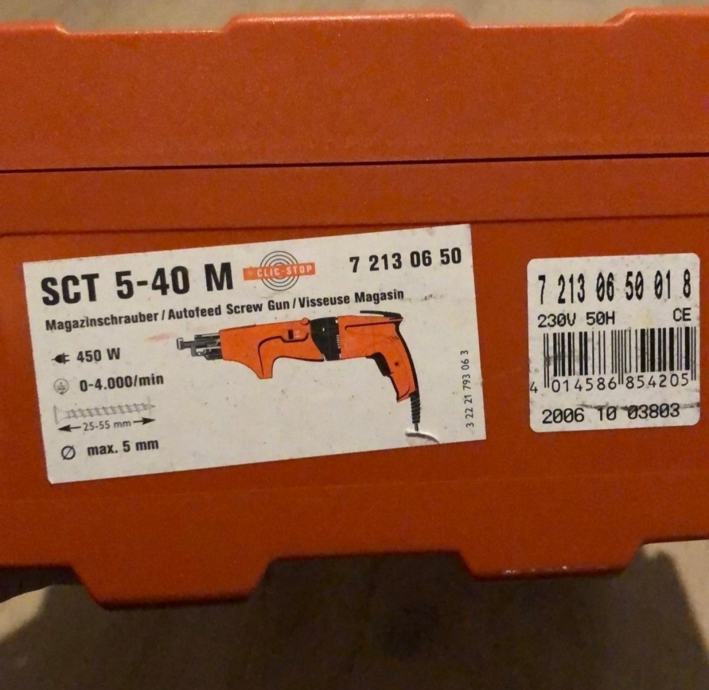 SCT 5-40 M
CLIC-STOP
7 213 06 50
Magazinschrauber / Autofeed Screw Gun / Visseuse Magasin
450 W
0-4.000/min
25-55 mm
Ø max. 5 mm
3 22 21 793 06 3
7 213 06 50 01 8
230V 50H CE
4 014586 854205
2006 10 03803